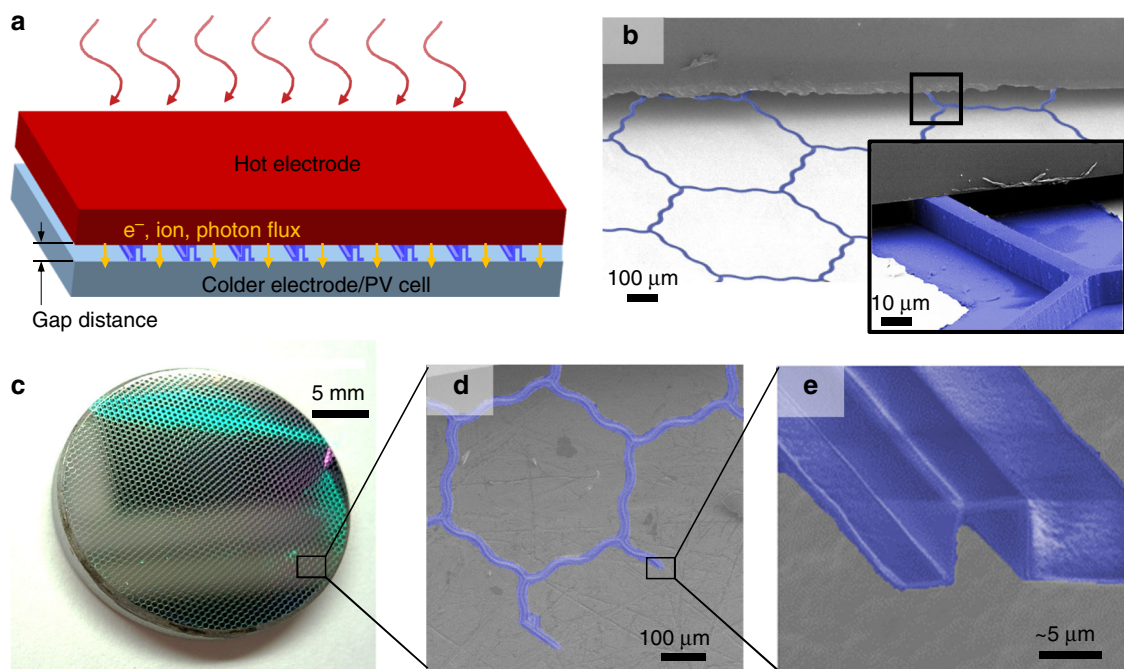 a
Hot electrode
e⁻, ion, photon flux
Colder electrode/PV cell
Gap distance
b
100 μm
10 μm
c
5 mm
d
100 μm
e
~5 μm